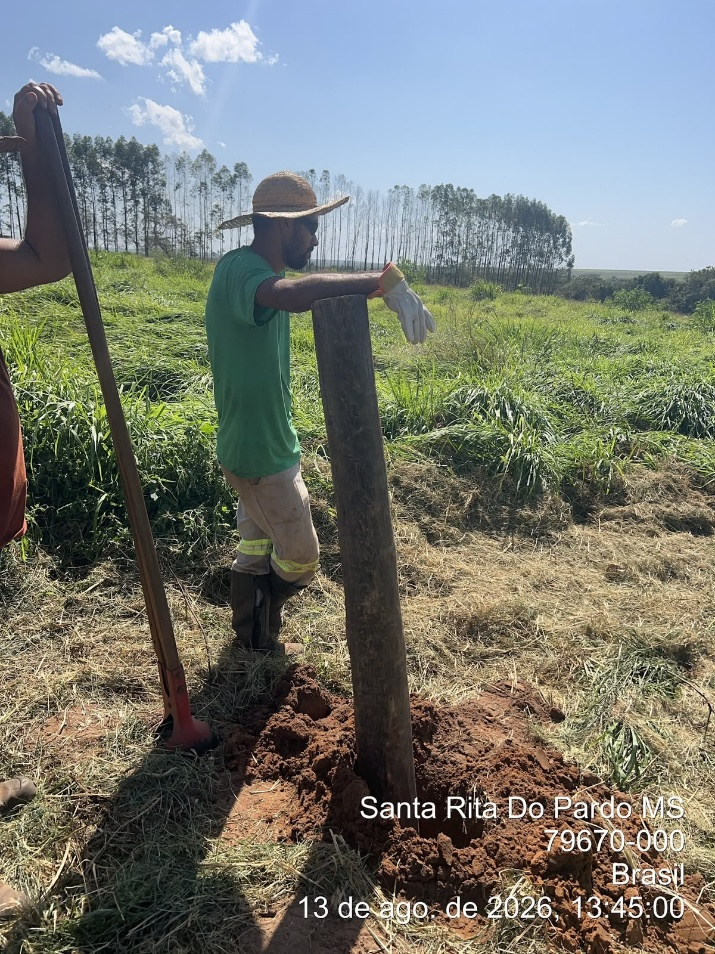 Santa Rita Do Pardo MS
79670-000
Brasil
13 de ago. de 2026, 13:45:00